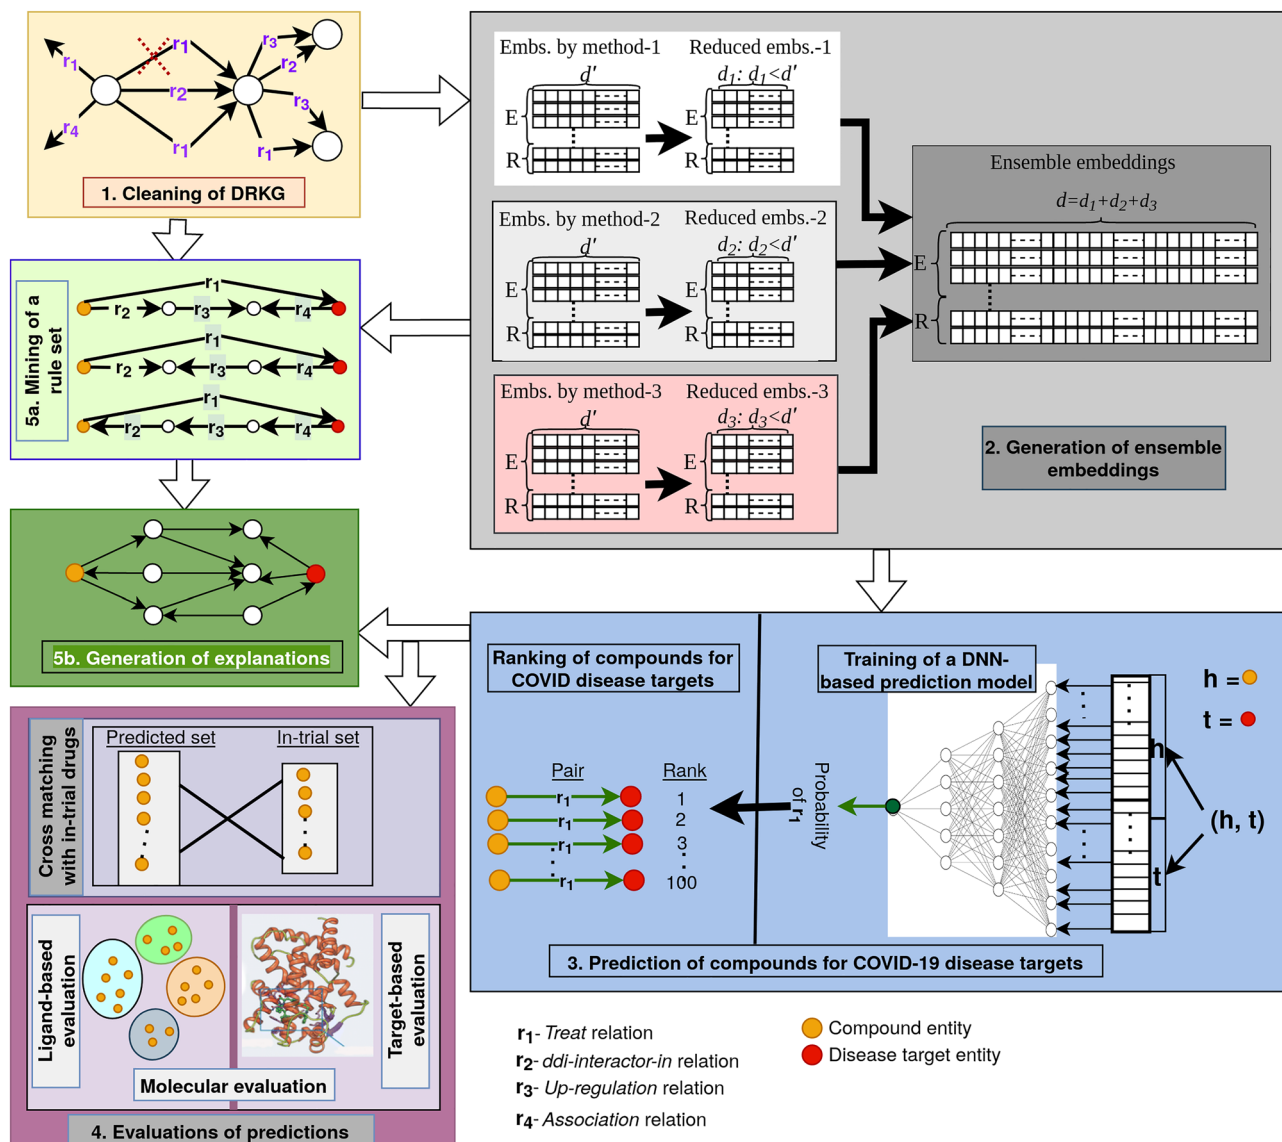 r1
r1
r3
r2
r2
r3
r4
r1
r1
1. Cleaning of DRKG
Embs. by method-1
Reduced embs.-1
d'
d1: d1<d'
E
E
R
R
Embs. by method-2
Reduced embs.-2
d'
d2: d2<d'
E
E
R
R
Embs. by method-3
Reduced embs.-3
d'
d3: d3<d'
E
E
R
R
Ensemble embeddings
d=d1+d2+d3
E
R
2. Generation of ensemble
embeddings
5a. Mining of a
rule set
r1
r2
r3
r4
r1
r2
r3
r4
r1
r2
r3
r4
5b. Generation of explanations
Ranking of compounds for
COVID disease targets
Training of a DNN-
based prediction model
h =
t =
h
(h, t)
t
Probability
of r1
Pair
Rank
r1
1
r1
2
r1
3
r1
100
3. Prediction of compounds for COVID-19 disease targets
Cross matching
with in-trial drugs
Predicted set
In-trial set
Ligand-based
evaluation
Target-based
evaluation
Molecular evaluation
4. Evaluations of predictions
r1- Treat relation
r2- ddi-interactor-in relation
r3- Up-regulation relation
r4- Association relation
Compound entity
Disease target entity